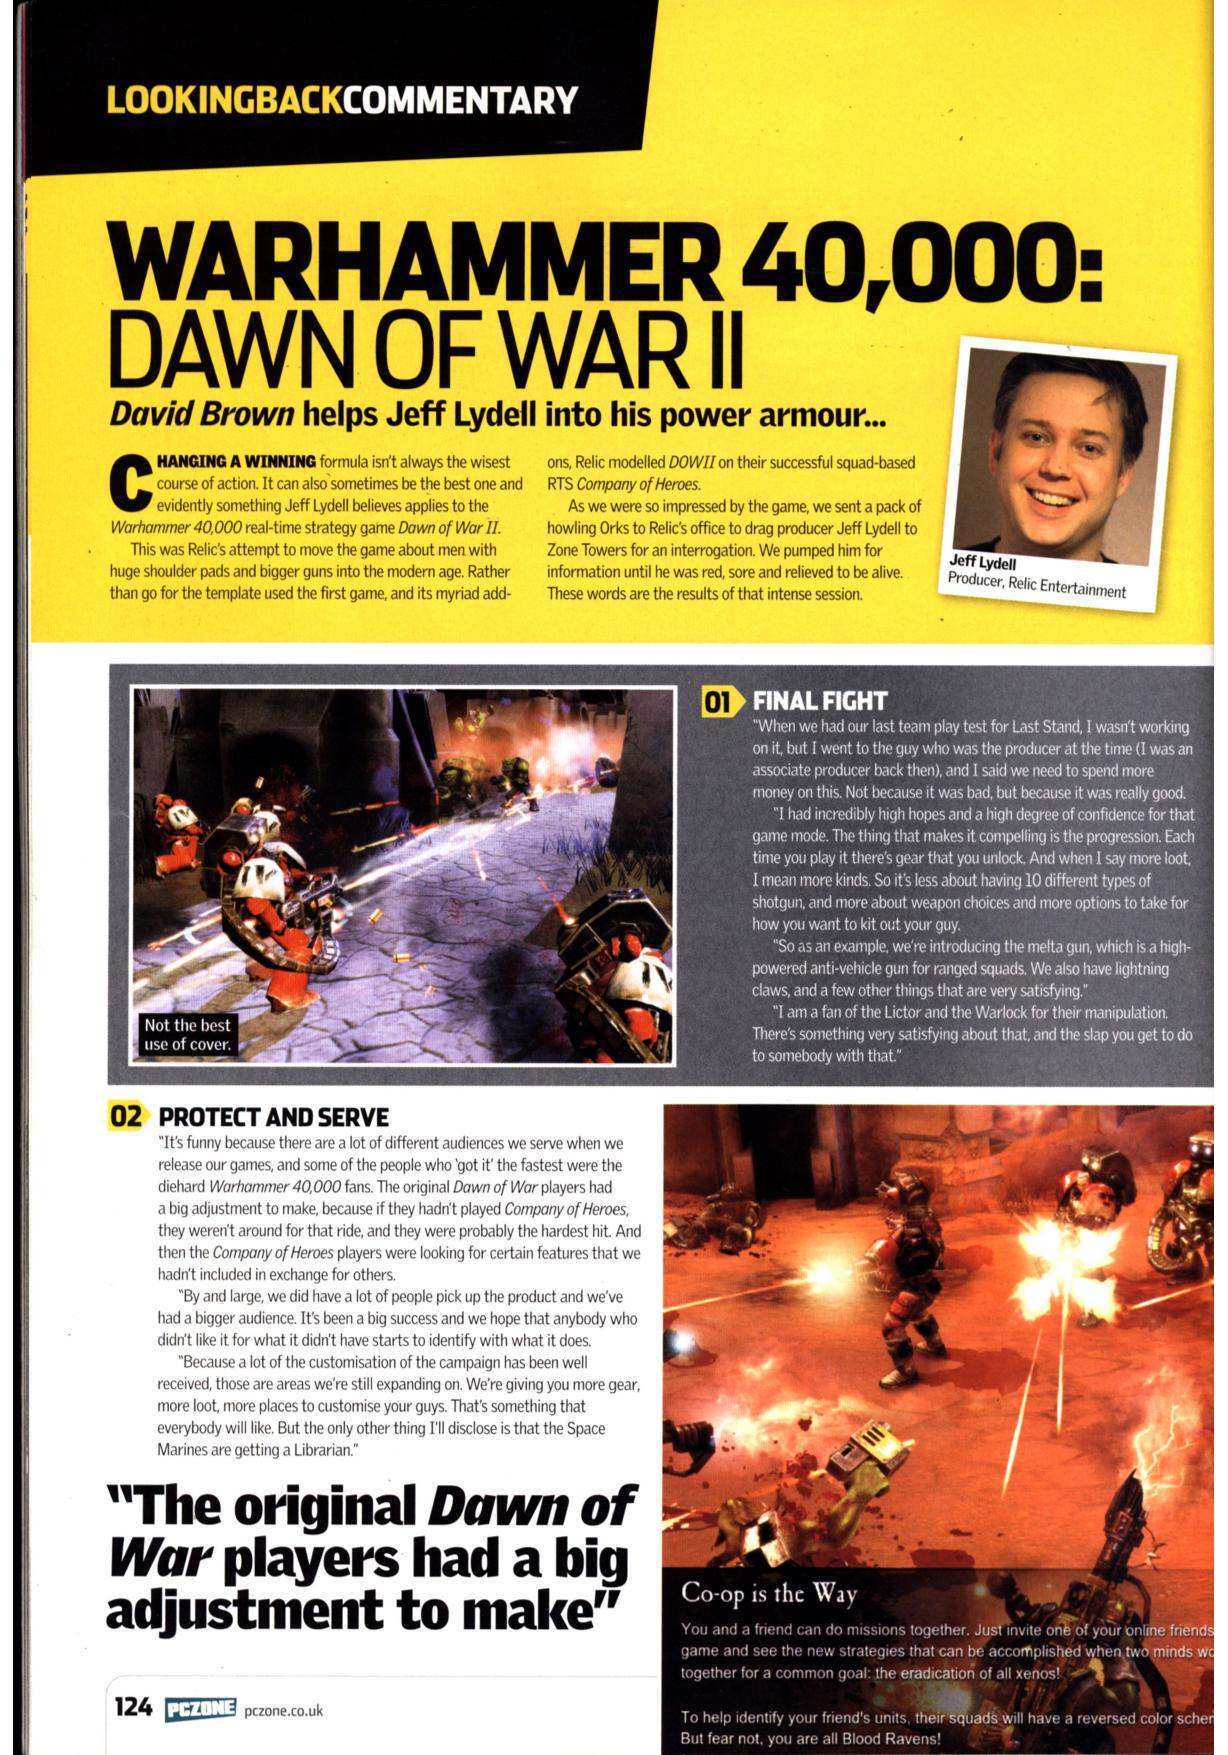 LOOKINGBACKCOMMENTARY
WARHAMMER 40,000:
DAWN OF WAR II
David Brown helps Jeff Lydell into his power armour...
CHANGING A WINNING formula isn't always the wisest
course of action. It can also sometimes be the best one and
evidently something Jeff Lydell believes applies to the
Warhammer 40,000 real-time strategy game Dawn of War II.
This was Relic's attempt to move the game about men with
huge shoulder pads and bigger guns into the modern age. Rather
than go for the template used the first game, and its myriad add-
ons, Relic modelled DOWII on their successful squad-based
RTS Company of Heroes.
As we were so impressed by the game, we sent a pack of
howling Orks to Relic's office to drag producer Jeff Lydell to
Zone Towers for an interrogation. We pumped him for
information until he was red, sore and relieved to be alive.
These words are the results of that intense session.
Jeff Lydell
Producer, Relic Entertainment
Not the best
use of cover.
01 FINAL FIGHT
"When we had our last team play test for Last Stand, I wasn't working
on it, but I went to the guy who was the producer at the time (I was an
associate producer back then), and I said we need to spend more
money on this. Not because it was bad, but because it was really good.
"I had incredibly high hopes and a high degree of confidence for that
game mode. The thing that makes it compelling is the progression. Each
time you play it there's gear that you unlock. And when I say more loot,
I mean more kinds. So it's less about having 10 different types of
shotgun, and more about weapon choices and more options to take for
how you want to kit out your guy.
"So as an example, we're introducing the melta gun, which is a high-
powered anti-vehicle gun for ranged squads. We also have lightning
claws, and a few other things that are very satisfying."
"I am a fan of the Lictor and the Warlock for their manipulation.
There's something very satisfying about that, and the slap you get to do
to somebody with that."
02 PROTECT AND SERVE
"It's funny because there are a lot of different audiences we serve when we
release our games, and some of the people who 'got it' the fastest were the
diehard Warhammer 40,000 fans. The original Dawn of War players had
a big adjustment to make, because if they hadn't played Company of Heroes,
they weren't around for that ride, and they were probably the hardest hit. And
then the Company of Heroes players were looking for certain features that we
hadn't included in exchange for others.
"By and large, we did have a lot of people pick up the product and we've
had a bigger audience. It's been a big success and we hope that anybody who
didn't like it for what it didn't have starts to identify with what it does.
"Because a lot of the customisation of the campaign has been well
received, those are areas we're still expanding on. We're giving you more gear,
more loot, more places to customise your guys. That's something that
everybody will like. But the only other thing I'll disclose is that the Space
Marines are getting a Librarian."
"The original Dawn of
War players had a big
adjustment to make"
Co-op is the Way
You and a friend can do missions together. Just invite one of your online friends
game and see the new strategies that can be accomplished when two minds wo
together for a common goal: the eradication of all xenos!
To help identify your friend's units, their squads will have a reversed color schem
But fear not, you are all Blood Ravens!
124 PCZONE pczone.co.uk